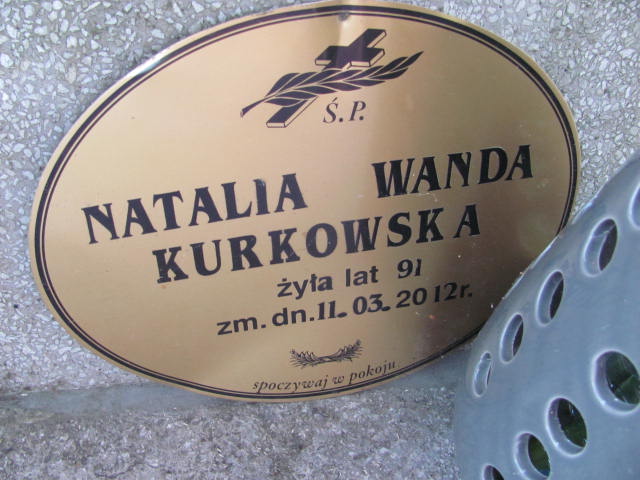 Ś.P.
NATALIA WANDA
KURKOWSKA
żyła lat 91
zm. dn. 11. 03. 2012r.
spoczywaj w pokoju